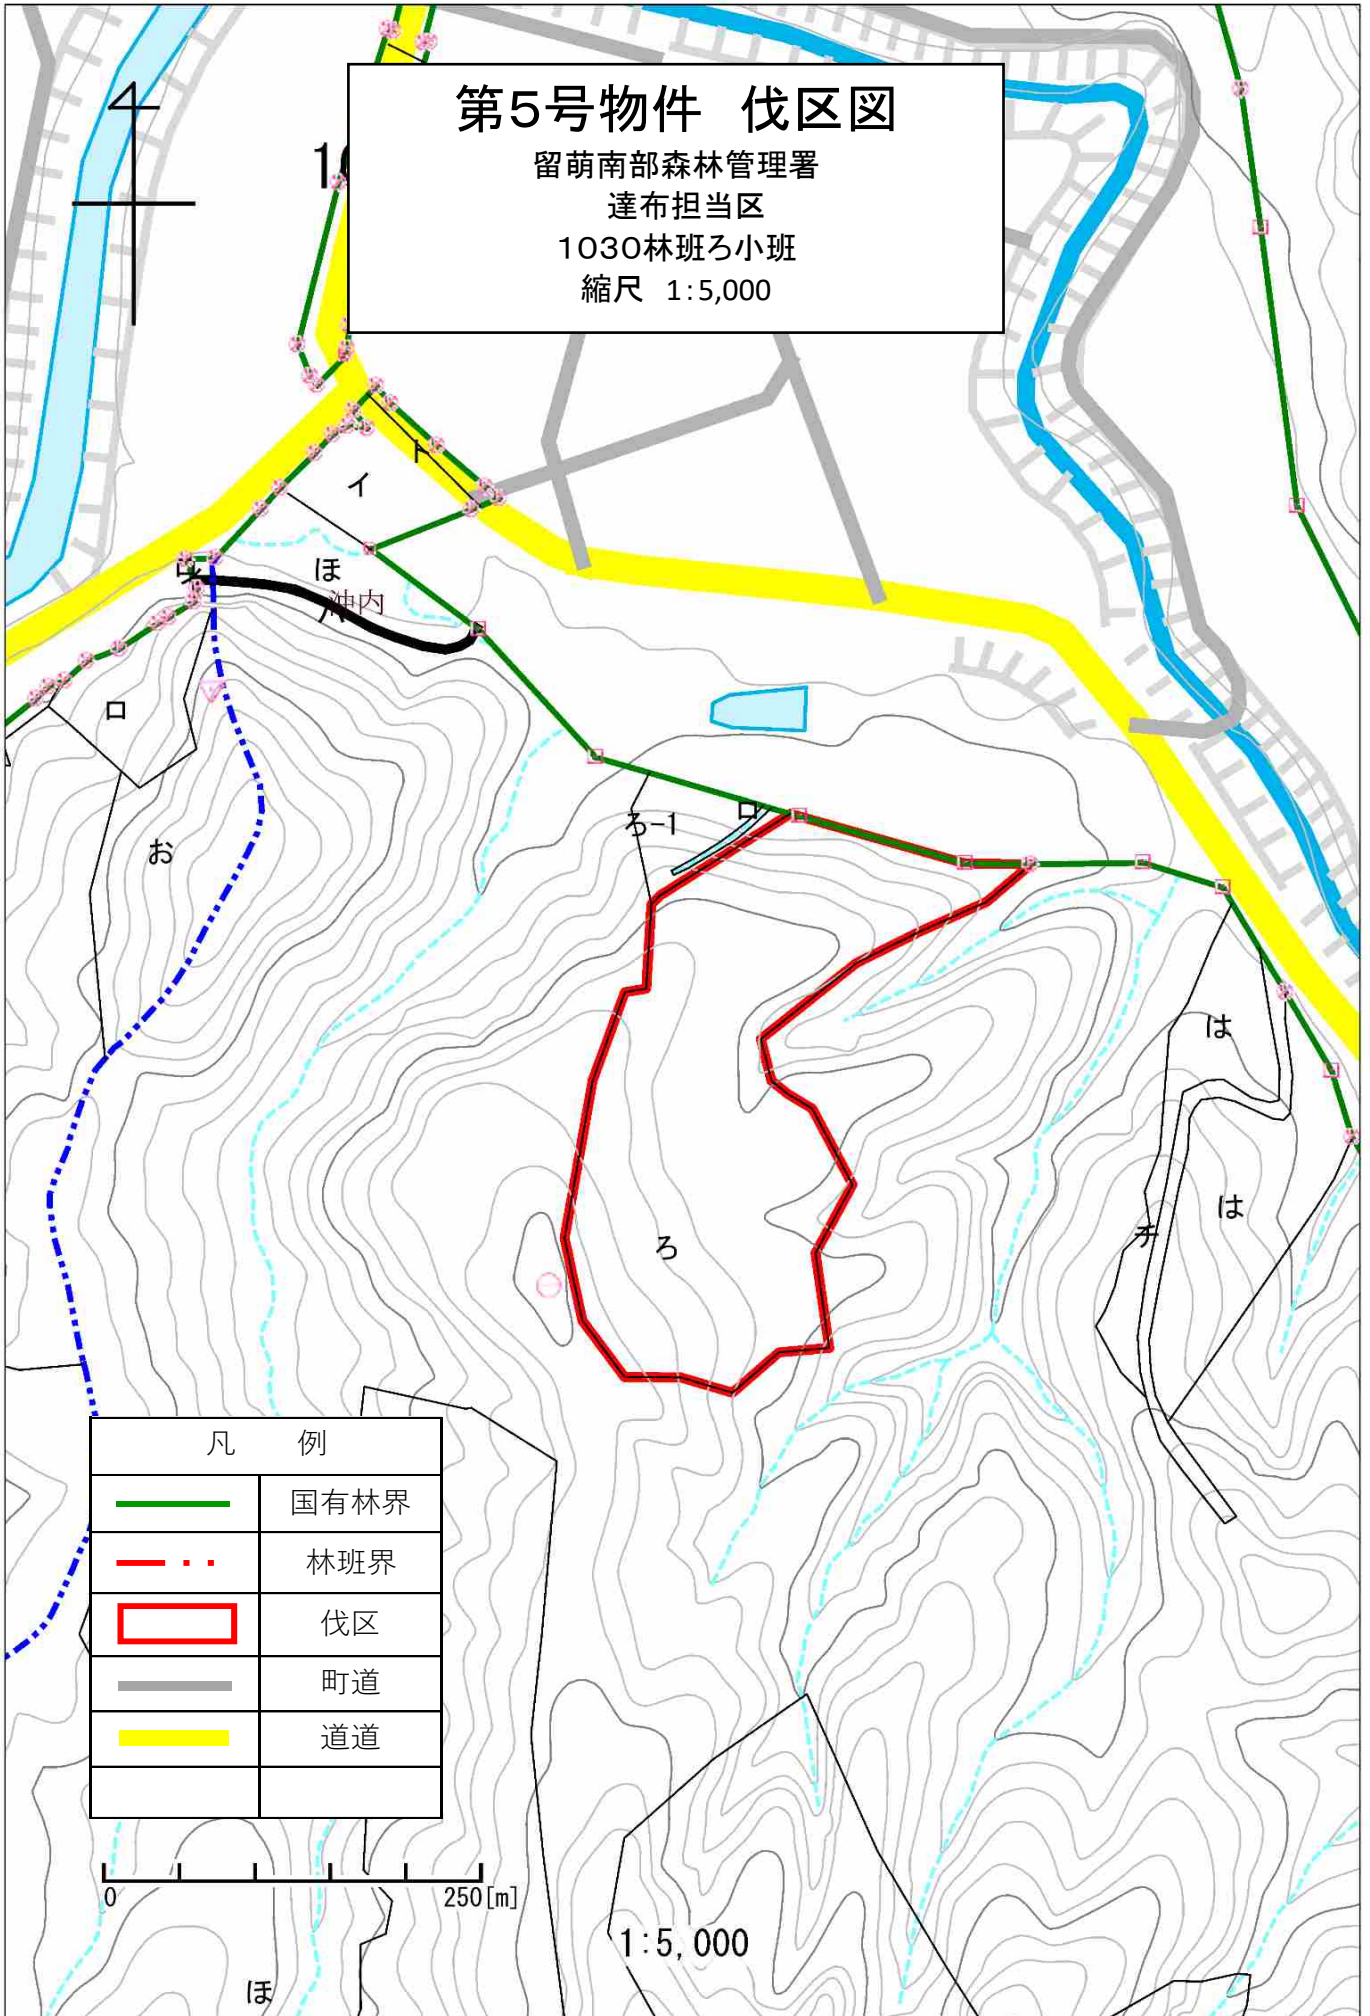 第5号物件 伐区図
留萌南部森林管理署
達布担当区
1030林班ろ小班
縮尺 1:5,000
ト
イ
ほ
沖内
ロ
お
ろ-1
ロ
は
は
チ
ろ
凡 例
国有林界
林班界
伐区
町道
道道
0
250[m]
1:5,000
ほ